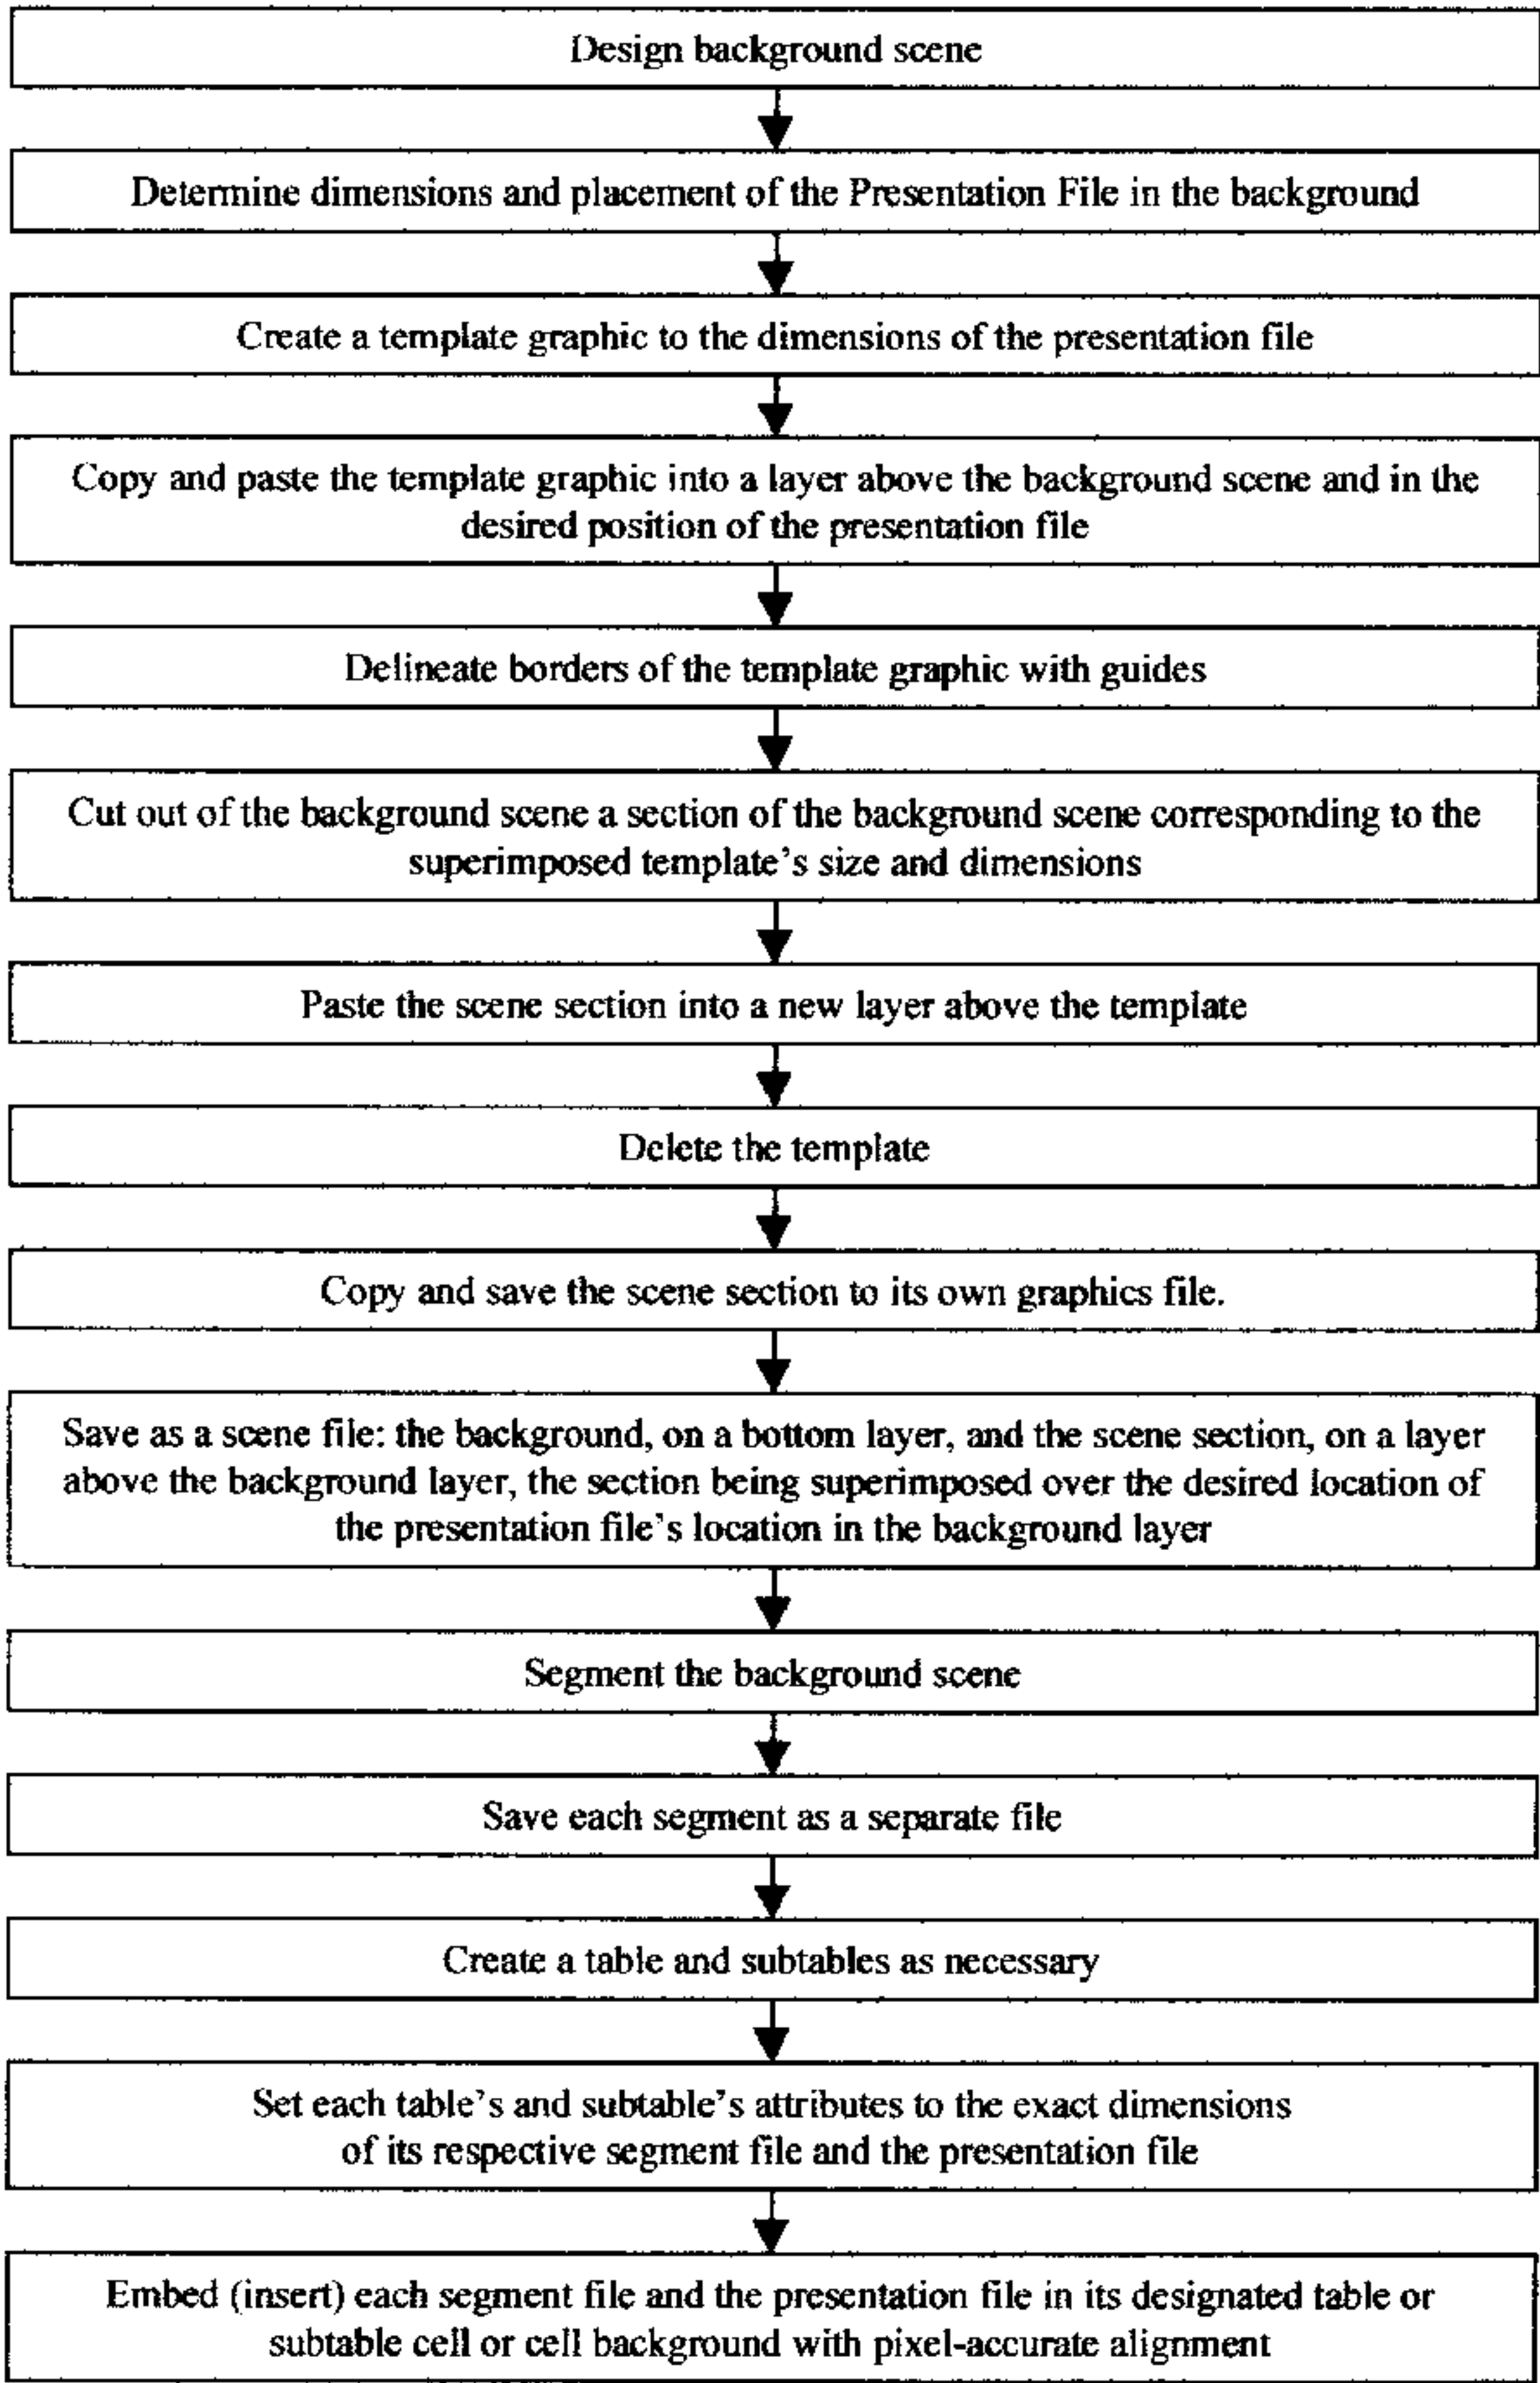 Design background scene
Determine dimensions and placement of the Presentation File in the background
Create a template graphic to the dimensions of the presentation file
Copy and paste the template graphic into a layer above the background scene and in the
desired position of the presentation file
Delineate borders of the template graphic with guides
Cut out of the background scene a section of the background scene corresponding to the
superimposed template's size and dimensions
Paste the scene section into a new layer above the template
Delete the template
Copy and save the scene section to its own graphics file.
Save as a scene file: the background, on a bottom layer, and the scene section, on a layer
above the background layer, the section being superimposed over the desired location of
the presentation file's location in the background layer
Segment the background scene
Save each segment as a separate file
Create a table and subtables as necessary
Set each table's and subtable's attributes to the exact dimensions
of its respective segment file and the presentation file
Embed (insert) each segment file and the presentation file in its designated table or
subtable cell or cell background with pixel-accurate alignment